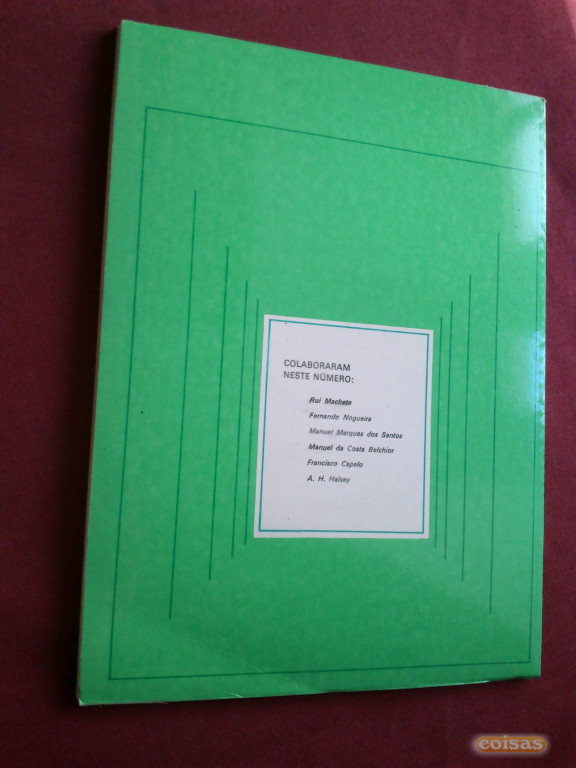 COLABORARAM
NESTE NÚMERO:
Rui Machete
Fernando Nogueira
Manuel Marques dos Santos
Manuel da Costa Belchior
Francisco Capelo
A. H. Halsey
coisas